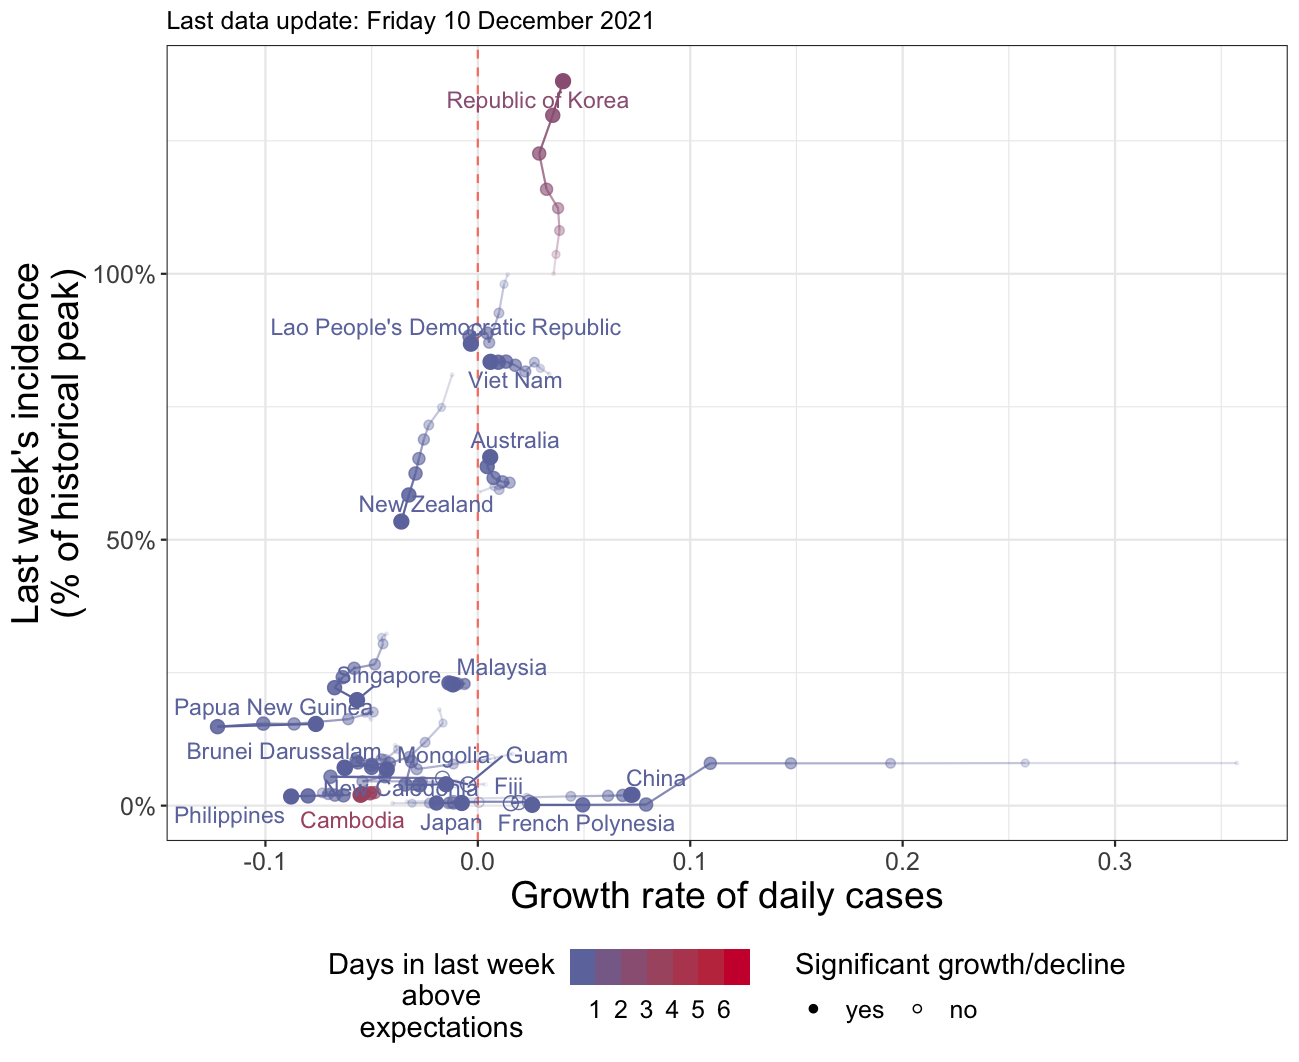 Last data update: Friday 10 December 2021
Last week's incidence
(% of historical peak)
100%
50%
0%
Republic of Korea
Lao People's Democratic Republic
Viet Nam
Australia
New Zealand
Singapore
Malaysia
Papua New Guinea
Brunei Darussalam
Mongolia
Guam
New Caledonia
Fiji
China
Philippines
Cambodia
Japan
French Polynesia
-0.1
0.0
0.1
0.2
0.3
Growth rate of daily cases
Days in last week
above
expectations
1 2 3 4 5 6
Significant growth/decline
yes
no